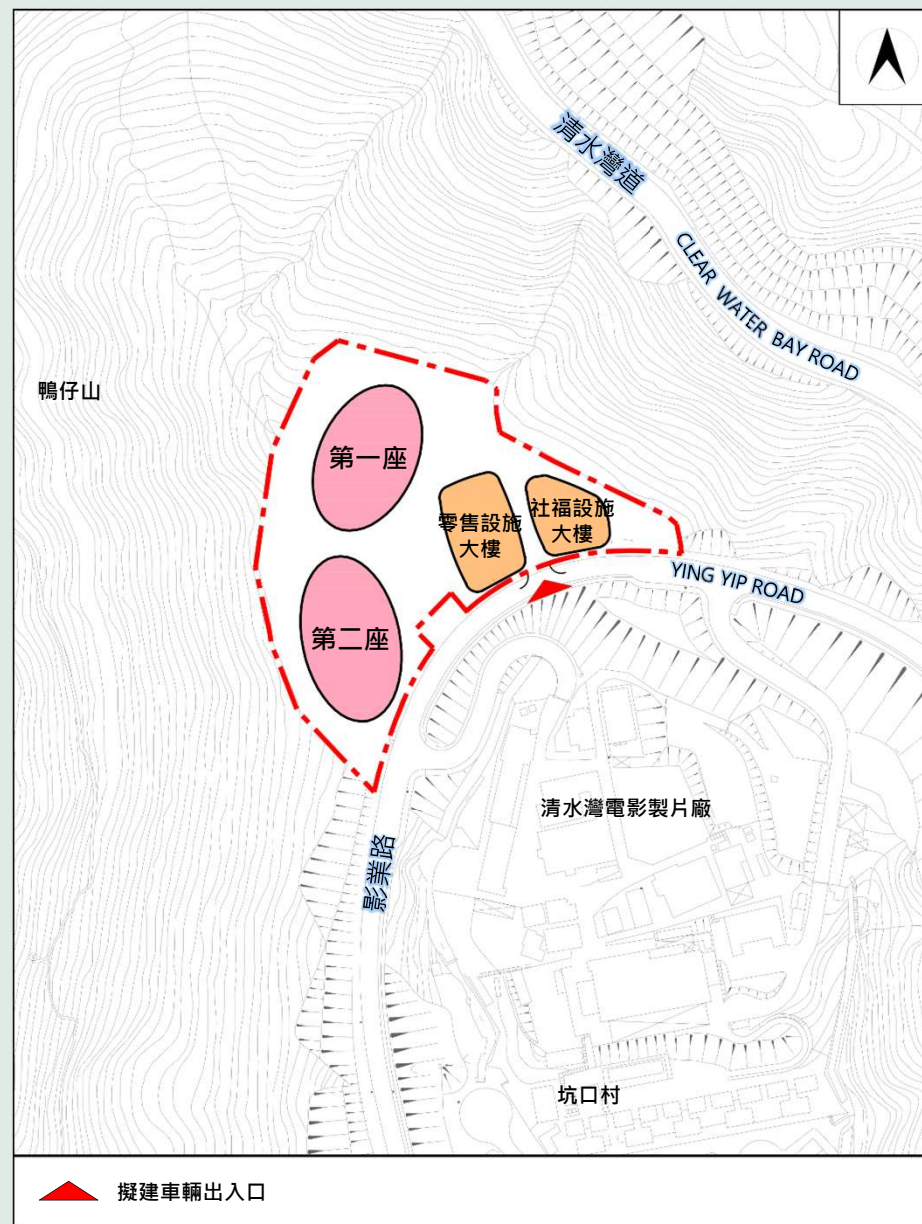 清水灣道
CLEAR WATER BAY ROAD
鴨仔山
第一座
零售設施
大樓
社福設施
大樓
YING YIP ROAD
第二座
清水灣電影製片廠
影業路
坑口村
擬建車輛出入口